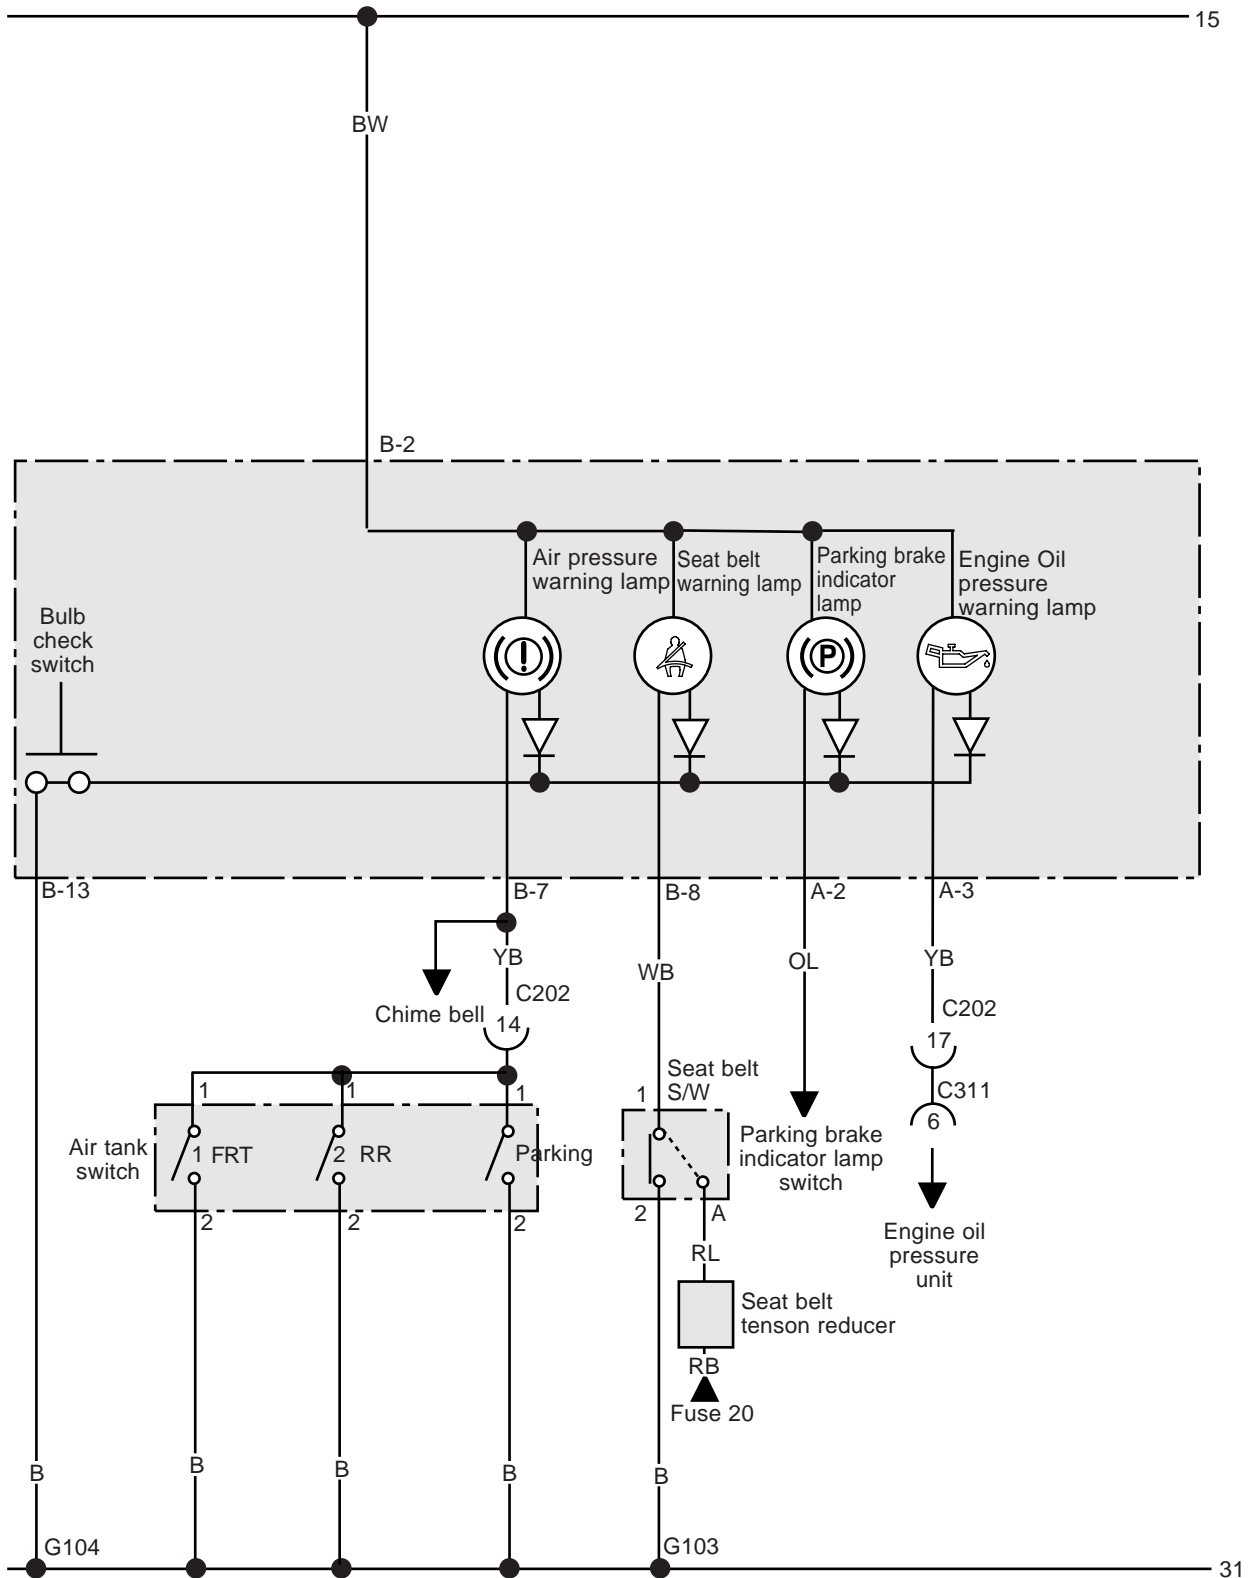 15
BW
B-2
Air pressure
warning lamp
Seat belt
warning lamp
Parking brake
indicator
lamp
Engine Oil
pressure
warning lamp
Bulb
check
switch
!
P
B-13
B-7
B-8
A-2
A-3
YB
WB
OL
YB
C202
14
Chime bell
C202
17
C311
6
1
1
1
Seat belt
S/W
1
Air tank
switch
1 FRT
2 RR
Parking
Parking brake
indicator lamp
switch
2
2
2
2
A
Engine oil
pressure
unit
RL
Seat belt
tenson reducer
RB
Fuse 20
B
B
B
B
B
G104
G103
31